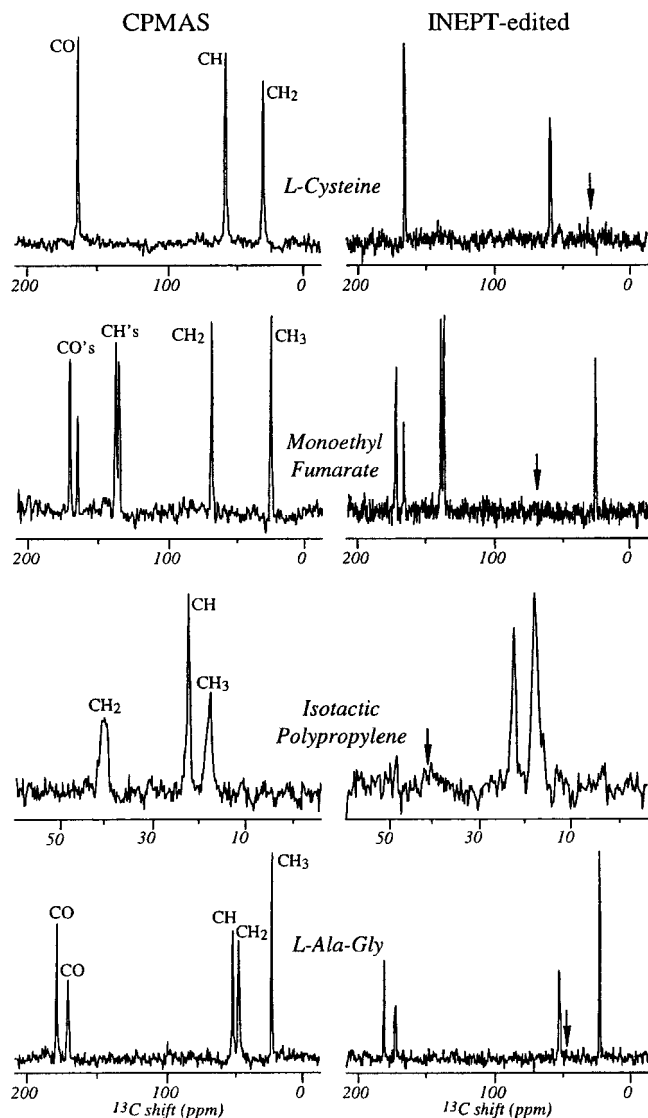 CPMAS INEPT-edited
CO CH CH2
L-Cysteine
200 100 0 200 100 0
CO's CH's CH2 CH3
Monoethyl
Fumarate
200 100 0 200 100 0
CH
CH3
CH2
Isotactic
Polypropylene
50 30 10 50 30 10
CH3
CO CH
CH2
CO
L-Ala-Gly
200 100 0 200 100 0
13C shift (ppm) 13C shift (ppm)